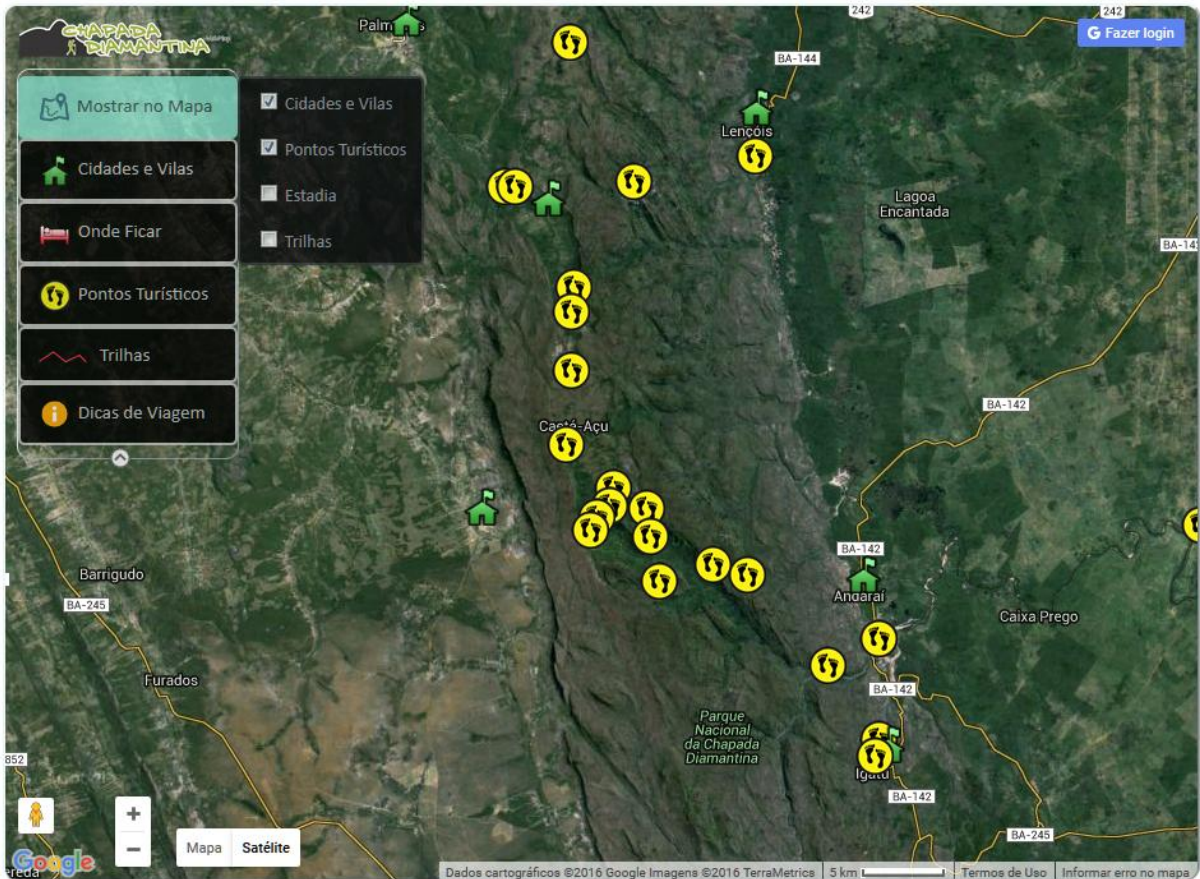 CHAPADA
DIAMANTINA
Mostrar no Mapa
Cidades e Vilas
Onde Ficar
Pontos Turísticos
Trilhas
Dicas de Viagem
Cidades e Vilas
Pontos Turísticos
Estadia
Trilhas
G Fazer login
242
242
BA-144
Lençóis
Lagoa
Encantada
BA-142
Caeté-Açu
BA-142
Andaraí
Barrigudo
BA-245
Caixa Prego
Furados
BA-142
Parque
Nacional
da Chapada
Diamantina
Igatu
BA-142
BA-245
Mapa
Satélite
Google
Dados cartográficos ©2016 Google Imagens ©2016 TerraMetrics
5 km
Termos de Uso
Informar erro no mapa